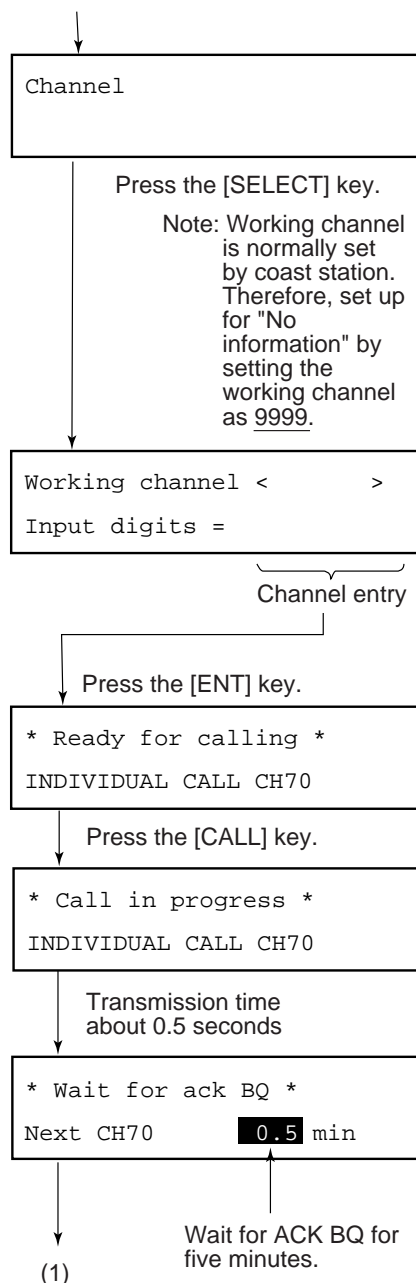 Channel
Press the [SELECT] key.
Note: Working channel
is normally set
by coast station.
Therefore, set up
for "No
information" by
setting the
working channel
as 9999.
Working channel < >
Input digits =
Channel entry
Press the [ENT] key.
* Ready for calling *
INDIVIDUAL CALL CH70
Press the [CALL] key.
* Call in progress *
INDIVIDUAL CALL CH70
Transmission time
about 0.5 seconds
* Wait for ack BQ *
Next CH70 0.5 min
Wait for ACK BQ for
five minutes.
(1)